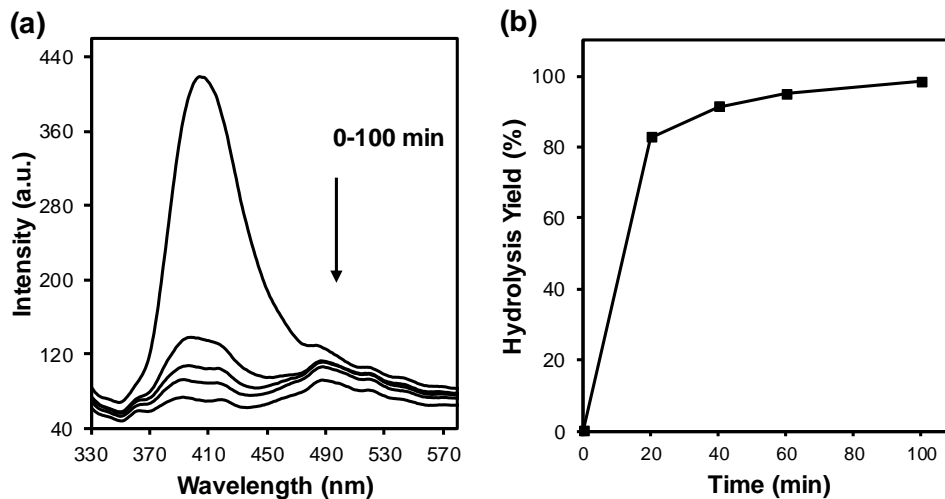 (a)
440
360
280
200
120
40
Intensity (a.u.)
0-100 min
330 370 410 450 490 530 570
Wavelength (nm)
(b)
100
80
60
40
20
0
Hydrolysis Yield (%)
0 20 40 60 80 100
Time (min)